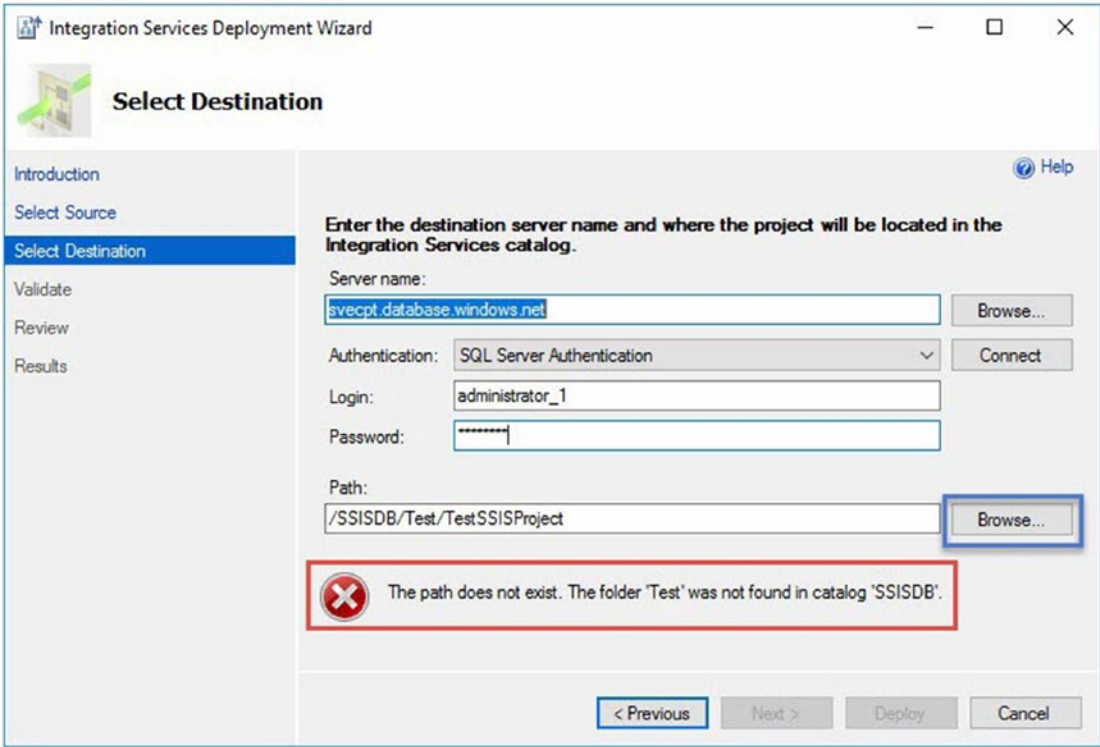 Integration Services Deployment Wizard
Select Destination
Help
Introduction
Select Source
Select Destination
Validate
Review
Results
Enter the destination server name and where the project will be located in the
Integration Services catalog.
Server name:
svecpt.database.windows.net
Browse...
Authentication:
SQL Server Authentication
Connect
Login:
administrator_1
Password:
********
Path:
/SSISDB/Test/TestSSISProject
Browse...
The path does not exist. The folder 'Test' was not found in catalog 'SSISDB'.
< Previous
Next >
Deploy
Cancel